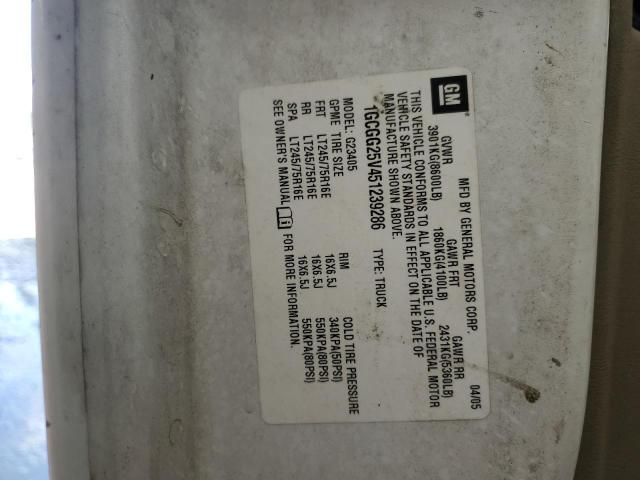 GM
MFD BY GENERAL MOTORS CORP. 04/05
GVWR GAWR FRT GAWR RR
3901KG(8600LB) 1860KG(4100LB) 2431KG(5360LB)
THIS VEHICLE CONFORMS TO ALL APPLICABLE U.S. FEDERAL MOTOR
VEHICLE SAFETY STANDARDS IN EFFECT ON THE DATE OF
MANUFACTURE SHOWN ABOVE.
1GCGG25V451239286 TYPE: TRUCK
MODEL: G23405
GPME TIRE SIZE RIM COLD TIRE PRESSURE
FRT LT245/75R16E 16X6.5J 340KPA(50PSI)
RR LT245/75R16E 16X6.5J 550KPA(80PSI)
SPA LT245/75R16E 16X6.5J 550KPA(80PSI)
SEE OWNER'S MANUAL FOR MORE INFORMATION.